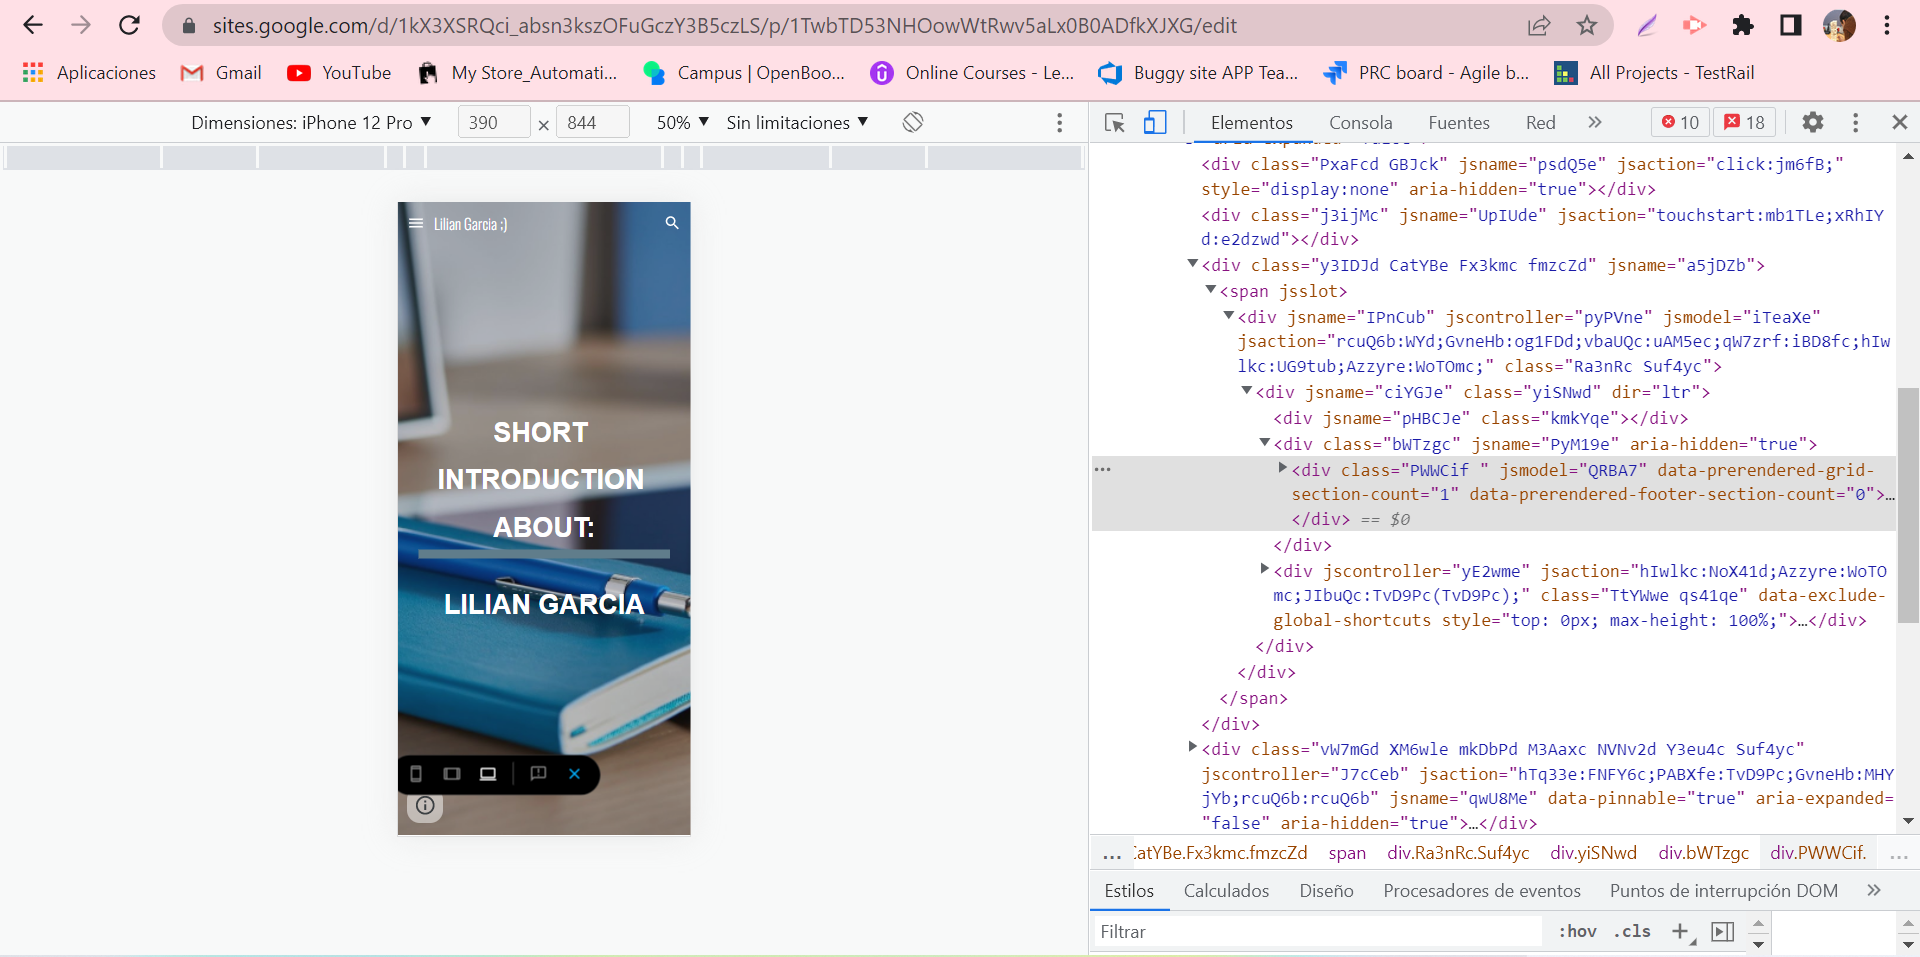 sites.google.com/d/1kX3XSRQci_absn3kszOFuGczY3B5czLS/p/1TwbTD53NHOowWtRwv5aLx0B0ADfkXJXG/edit
Aplicaciones Gmail YouTube My Store_Automati... Campus | OpenBoo... Online Courses - Le... Buggy site APP Tea... PRC board - Agile b... All Projects - TestRail
Dimensiones: iPhone 12 Pro 390 × 844 50% Sin limitaciones
Elementos Consola Fuentes Red » 10 18
Lilian Garcia ;)
SHORT
INTRODUCTION
ABOUT:
LILIAN GARCIA
<div class="PxaFcd GBJck" jsname="psdQ5e" jsaction="click:jm6fB;"
style="display:none" aria-hidden="true"></div>
<div class="j3ijMc" jsname="UpIUde" jsaction="touchstart:mb1TLe;xRhIY
d:e2dzwd"></div>
<div class="y3IDJd CatYBe Fx3kmc fmzcZd" jsname="a5jDZb">
<span jsslot>
<div jsname="IPnCub" jscontroller="pyPVne" jsmodel="iTeaXe"
jsaction="rcuQ6b:WYd;GvneHb:og1FDd;vbaUQc:uAM5ec;qW7zrf:iBD8fc;hIw
lkc:UG9tub;Azzyre:WoTOmc;" class="Ra3nRc Suf4yc">
<div jsname="ciYGJe" class="yiSNwd" dir="ltr">
<div jsname="pHBCJe" class="kmkYqe"></div>
<div class="bWTzgc" jsname="PyM19e" aria-hidden="true">
<div class="PWWCif " jsmodel="QRBA7" data-prerendered-grid-
section-count="1" data-prerendered-footer-section-count="0">…
</div> == $0
</div>
<div jscontroller="yE2wme" jsaction="hIwlkc:NoX41d;Azzyre:WoTO
mc;JIbuQc:TvD9Pc(TvD9Pc);" class="TtYWwe qs41qe" data-exclude-
global-shortcuts style="top: 0px; max-height: 100%;">…</div>
</div>
</div>
</span>
</div>
<div class="vW7mGd XM6wle mkDbPd M3Aaxc NVNv2d Y3eu4c Suf4yc"
jscontroller="J7cCeb" jsaction="hTq33e:FNFY6c;PABXfe:TvD9Pc;GvneHb:MHY
jYb;rcuQ6b:rcuQ6b" jsname="qwU8Me" data-pinnable="true" aria-expanded=
"false" aria-hidden="true">…</div>
... CatYBe.Fx3kmc.fmzcZd span div.Ra3nRc.Suf4yc div.yiSNwd div.bWTzgc div.PWWCif. ...
Estilos Calculados Diseño Procesadores de eventos Puntos de interrupción DOM »
Filtrar :hov .cls